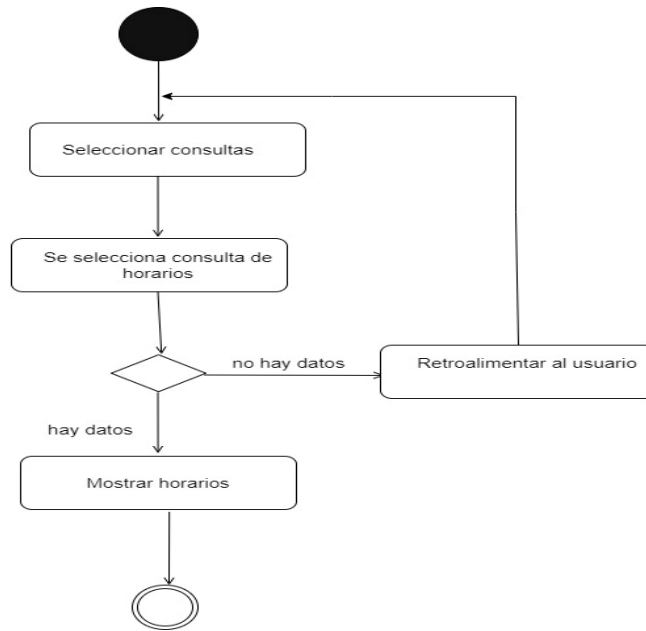 Seleccionar consultas
Se selecciona consulta de
horarios
no hay datos
Retroalimentar al usuario
hay datos
Mostrar horarios